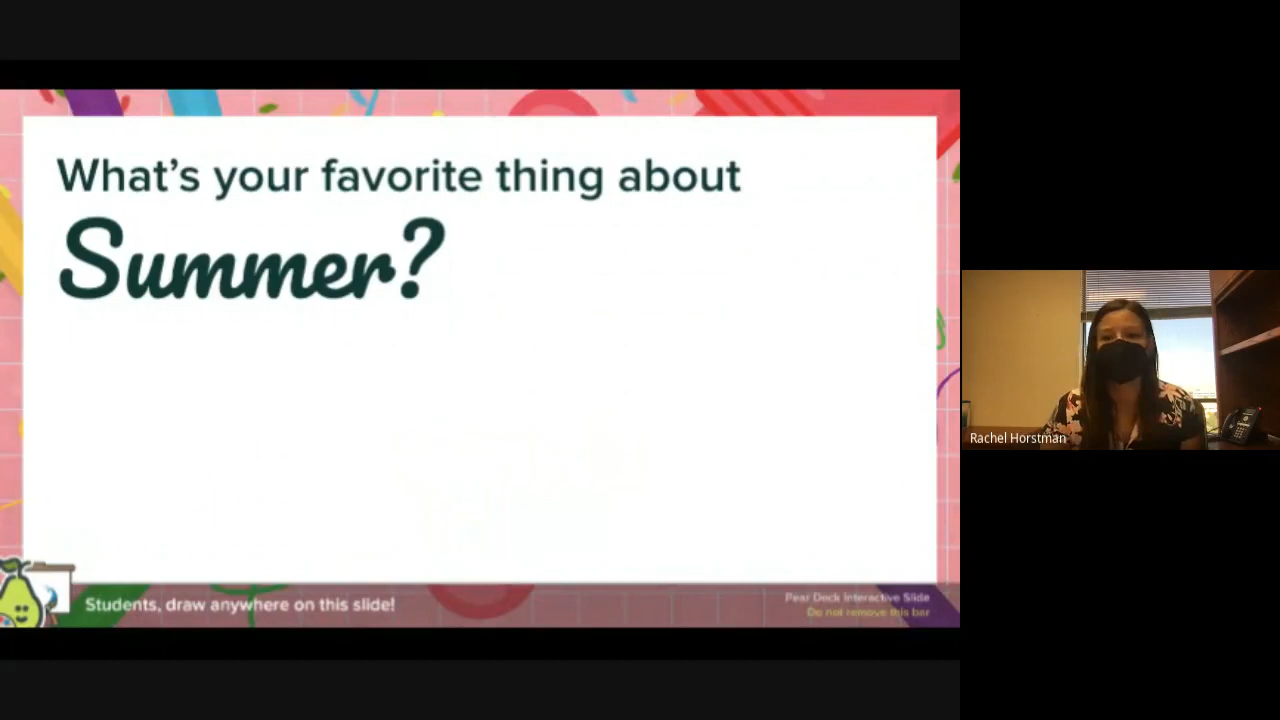 What's your favorite thing about
Summer?
Students, draw anywhere on this slide!
Pear Deck Interactive Slide
Do not remove this bar
Rachel Horstman